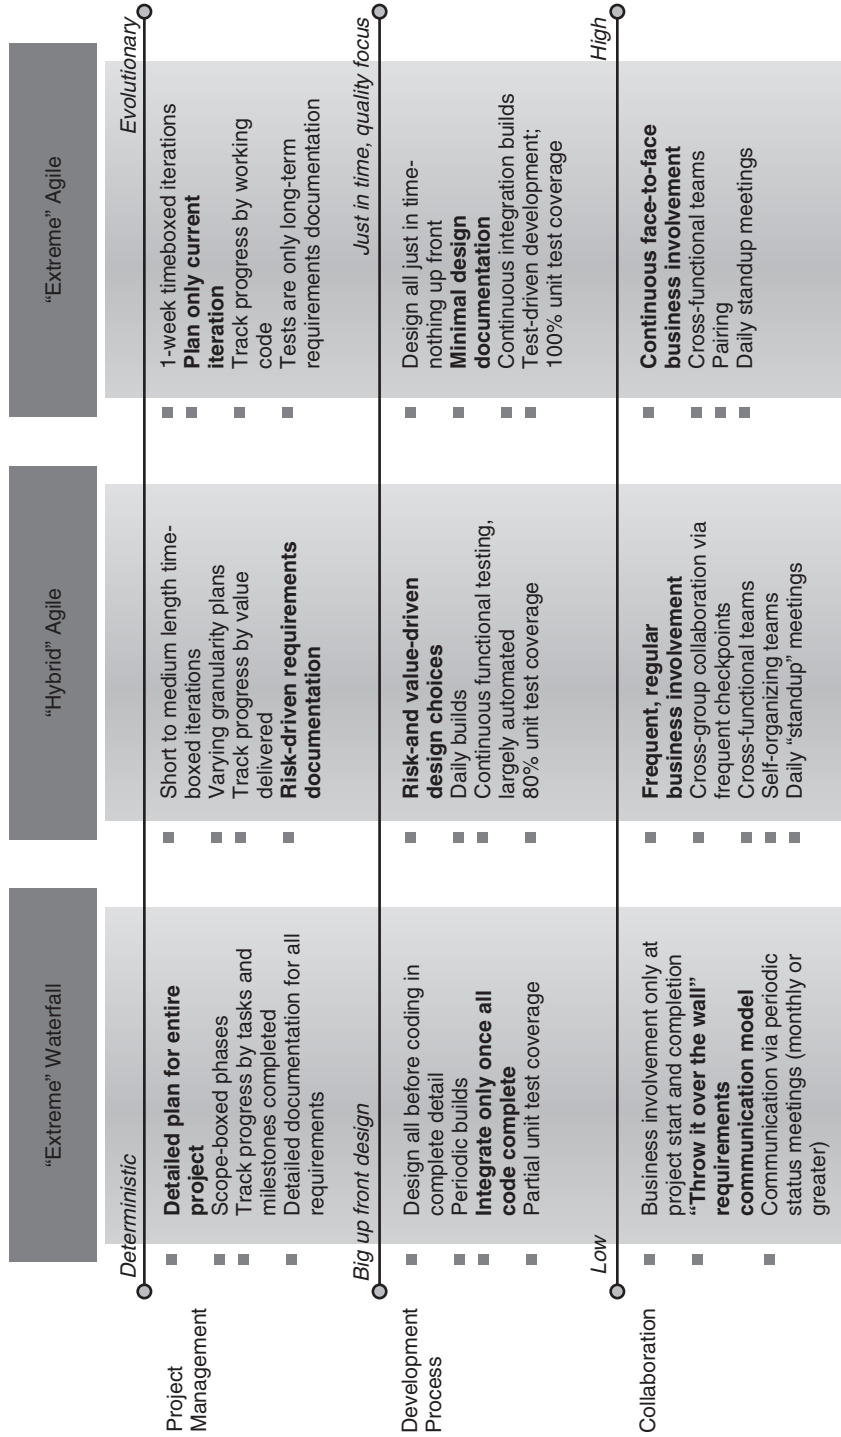 “Extreme” Waterfall
“Hybrid” Agile
“Extreme” Agile
Deterministic
Evolutionary
Project
Management
Detailed plan for entire
project
Scope-boxed phases
Track progress by tasks and
milestones completed
Detailed documentation for all
requirements
Short to medium length time-
boxed iterations
Varying granularity plans
Track progress by value
delivered
Risk-driven requirements
documentation
1-week timeboxed iterations
Plan only current
iteration
Track progress by working
code
Tests are only long-term
requirements documentation
Big up front design
Just in time, quality focus
Development
Process
Design all before coding in
complete detail
Periodic builds
Integrate only once all
code complete
Partial unit test coverage
Risk-and value-driven
design choices
Daily builds
Continuous functional testing,
largely automated
80% unit test coverage
Design all just in time-
nothing up front
Minimal design
documentation
Continuous integration builds
Test-driven development;
100% unit test coverage
Low
High
Collaboration
Business involvement only at
project start and completion
“Throw it over the wall”
requirements
communication model
Communication via periodic
status meetings (monthly or
greater)
Frequent, regular
business involvement
Cross-group collaboration via
frequent checkpoints
Cross-functional teams
Self-organizing teams
Daily “standup” meetings
Continuous face-to-face
business involvement
Cross-functional teams
Pairing
Daily standup meetings